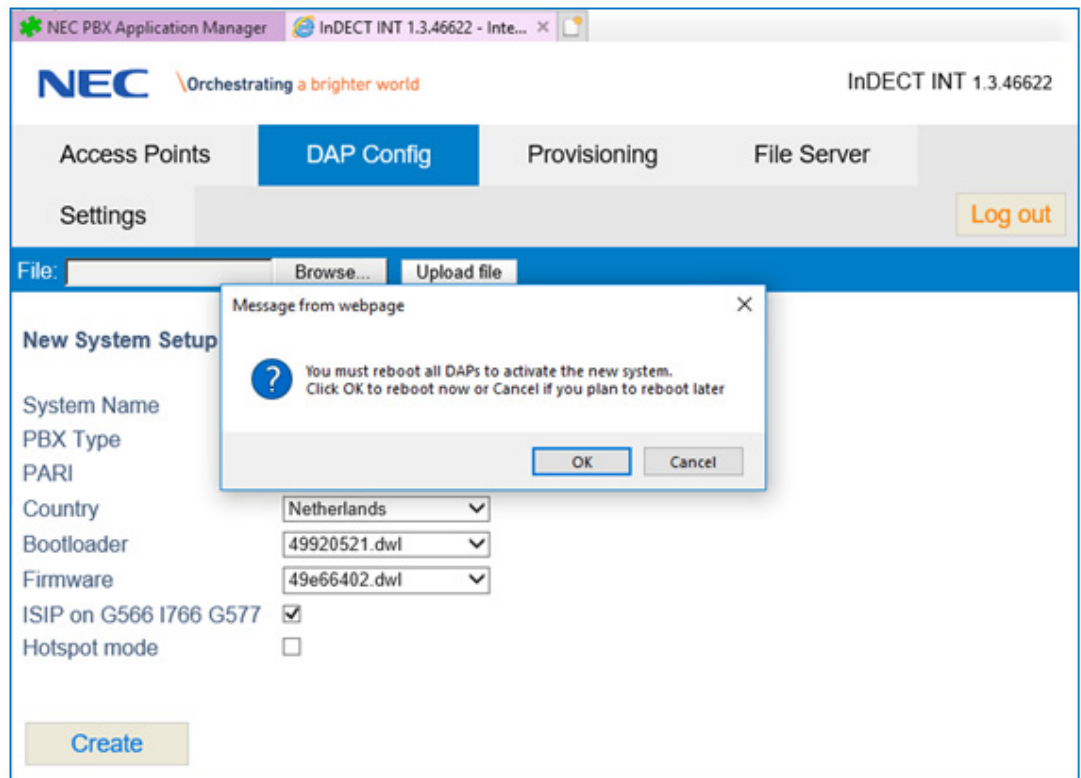 NEC PBX Application Manager InDECT INT 1.3.46622 - Inte...
NEC \Orchestrating a brighter world InDECT INT 1.3.46622
Access Points DAP Config Provisioning File Server
Settings Log out
File: Browse... Upload file
Message from webpage
New System Setup
You must reboot all DAPs to activate the new system.
Click OK to reboot now or Cancel if you plan to reboot later
System Name
PBX Type
OK Cancel
PARI
Country Netherlands
Bootloader 49920521.dwl
Firmware 49e66402.dwl
ISIP on G566 I766 G577
Hotspot mode
Create